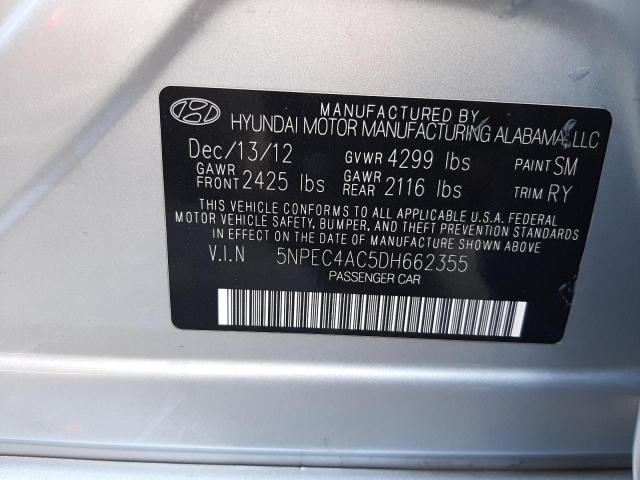 MANUFACTURED BY
HYUNDAI MOTOR MANUFACTURING ALABAMA, LLC
Dec/13/12 GVWR 4299 lbs PAINT SM
GAWR FRONT 2425 lbs GAWR REAR 2116 lbs TRIM RY
THIS VEHICLE CONFORMS TO ALL APPLICABLE U.S.A. FEDERAL
MOTOR VEHICLE SAFETY, BUMPER, AND THEFT PREVENTION STANDARDS
IN EFFECT ON THE DATE OF MANUFACTURE SHOWN ABOVE.
V.I.N 5NPEC4AC5DH662355
PASSENGER CAR